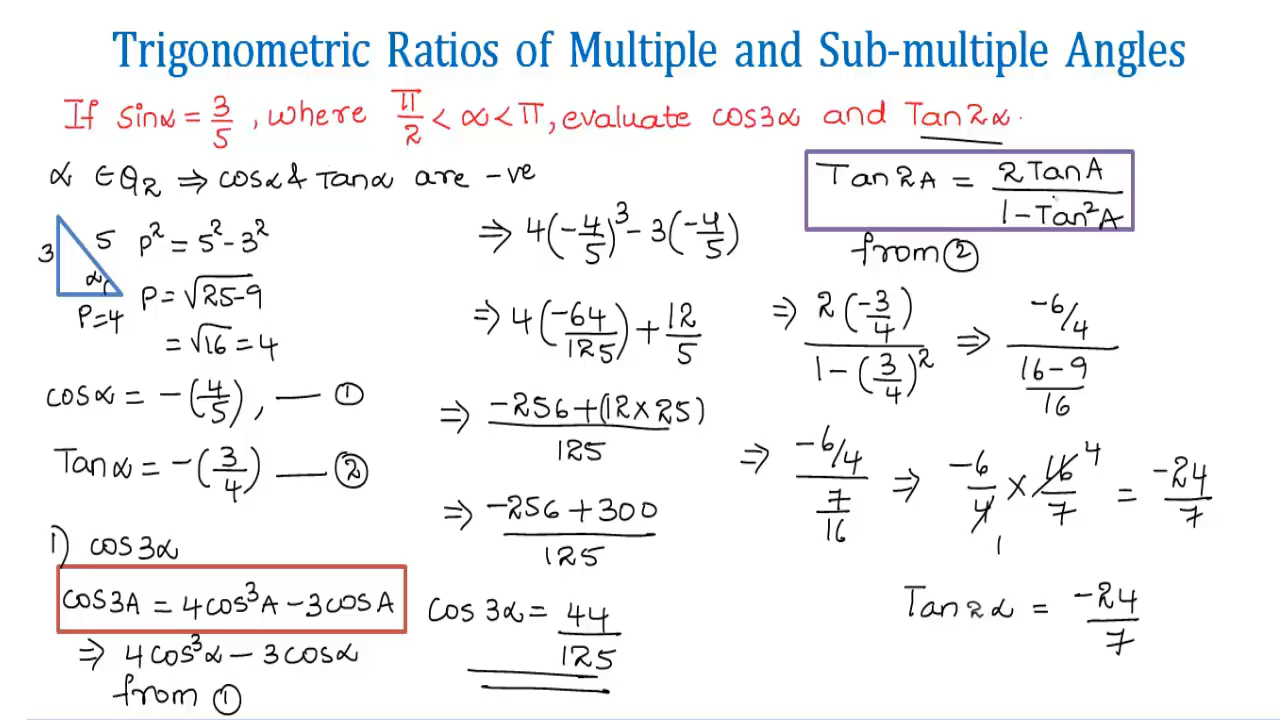 Trigonometric Ratios of Multiple and Sub-multiple Angles
If sinα = 3/5, where π/2 < α < π, evaluate cos3α and Tan2α.
α ∈ Q2 ⇒ cosα & Tanα are -ve
3 5 α P=4
P² = 5² - 3²
P = √25-9
= √16 = 4
cosα = -(4/5), — ①
Tanα = -(3/4) — ②
1) cos3α
cos3A = 4cos³A - 3cosA
⇒ 4cos³α - 3cosα
from ①
⇒ 4(-4/5)³ - 3(-4/5)
⇒ 4(-64/125) + 12/5
⇒ -256+(12×25)/125
⇒ -256+300/125
cos 3α = 44/125
Tan2A = 2TanA/1-Tan²A
from ②
⇒ 2(-3/4)/1-(3/4)² ⇒ -6/4/16-9/16
⇒ -6/4/7/16 ⇒ -6/4 × 16/7 4 1 = -24/7
Tan2α = -24/7